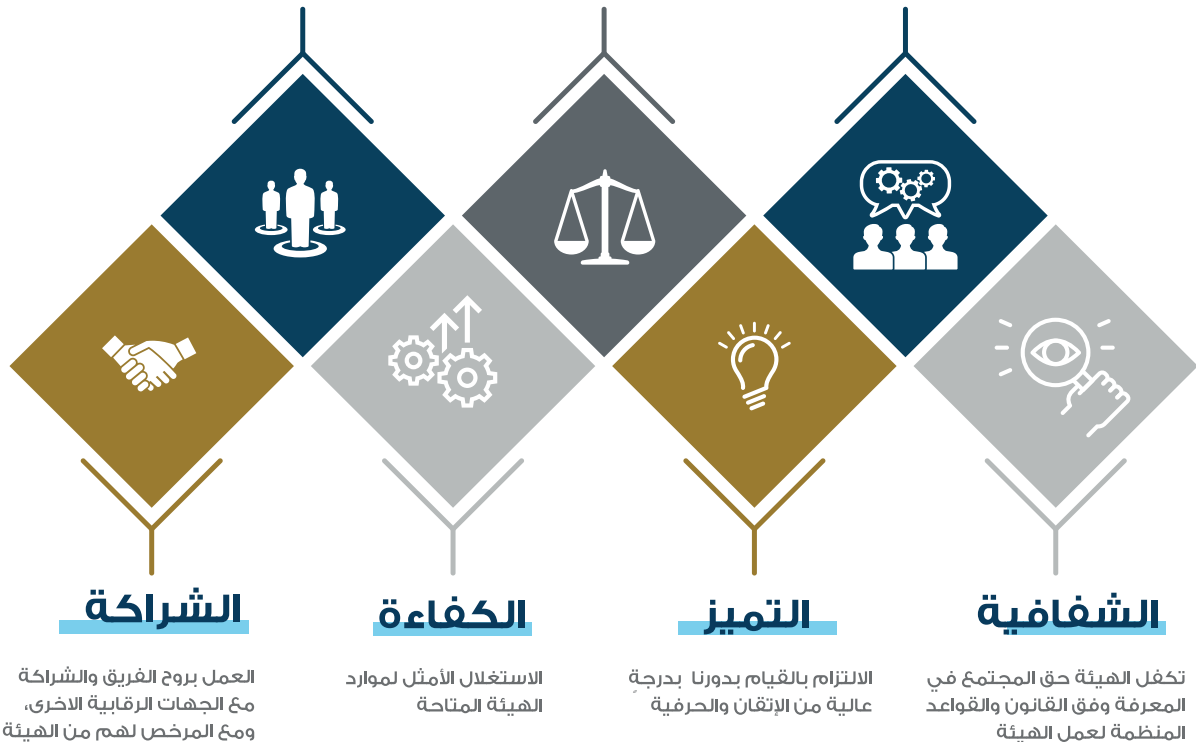 الشفافية
تكفل الهيئة حق المجتمع في
المعرفة وفق القانون والقواعد
المنظمة لعمل الهيئة
التميز
الالتزام بالقيام بدورنا بدرجةٍ
عالية من الإتقان والحرفية
الكفاءة
الاستغلال الأمثل لموارد
الهيئة المتاحة
الشراكة
العمل بروح الفريق والشراكة
مع الجهات الرقابية الاخرى،
ومع المرخص لهم من الهيئة